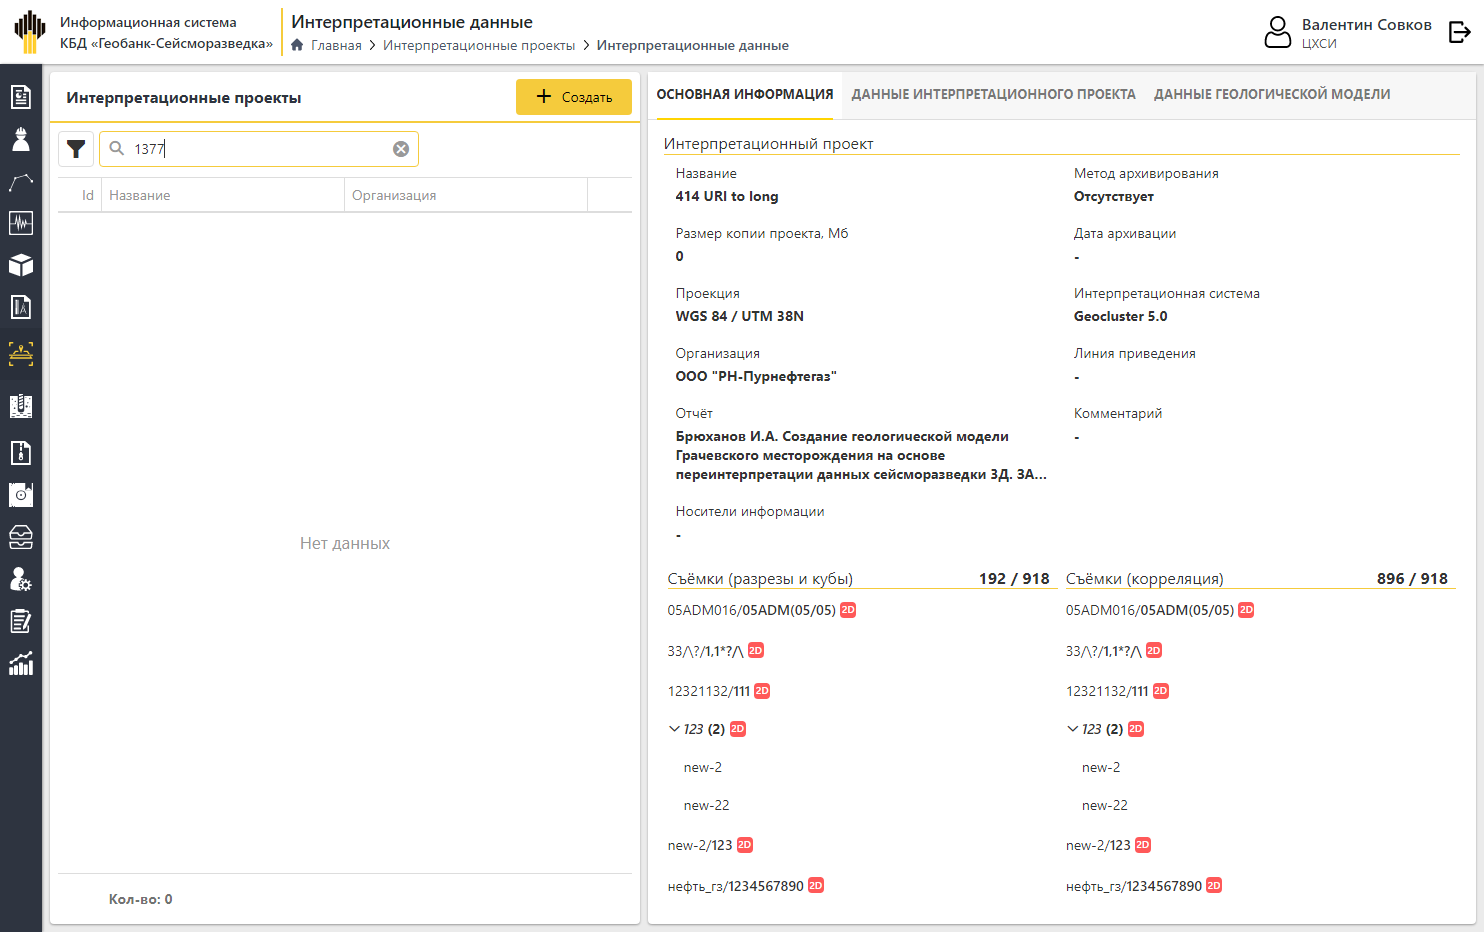 Информационная система
КБД «Геобанк-Сейсморазведка»
Интерпретационные данные
Главная > Интерпретационные проекты > Интерпретационные данные
Валентин Совков
ЦХСИ
Интерпретационные проекты
+ Создать
1377
Id Название Организация
Нет данных
Кол-во: 0
ОСНОВНАЯ ИНФОРМАЦИЯ ДАННЫЕ ИНТЕРПРЕТАЦИОННОГО ПРОЕКТА ДАННЫЕ ГЕОЛОГИЧЕСКОЙ МОДЕЛИ
Интерпретационный проект
Название
414 URI to long
Метод архивирования
Отсутствует
Размер копии проекта, Мб
0
Дата архивации
-
Проекция
WGS 84 / UTM 38N
Интерпретационная система
Geocluster 5.0
Организация
ООО "РН-Пурнефтегаз"
Линия приведения
-
Отчёт
Брюханов И.А. Создание геологической модели
Грачевского месторождения на основе
переинтерпретации данных сейсморазведки 3Д. ЗА...
Комментарий
-
Носители информации
-
Съёмки (разрезы и кубы) 192 / 918
05ADM016/05ADM(05/05) 2D
33/\?/1,1*?/\ 2D
12321132/111 2D
123 (2) 2D
new-2
new-22
new-2/123 2D
нефть_гз/1234567890 2D
Съёмки (корреляция) 896 / 918
05ADM016/05ADM(05/05) 2D
33/\?/1,1*?/\ 2D
12321132/111 2D
123 (2) 2D
new-2
new-22
new-2/123 2D
нефть_гз/1234567890 2D